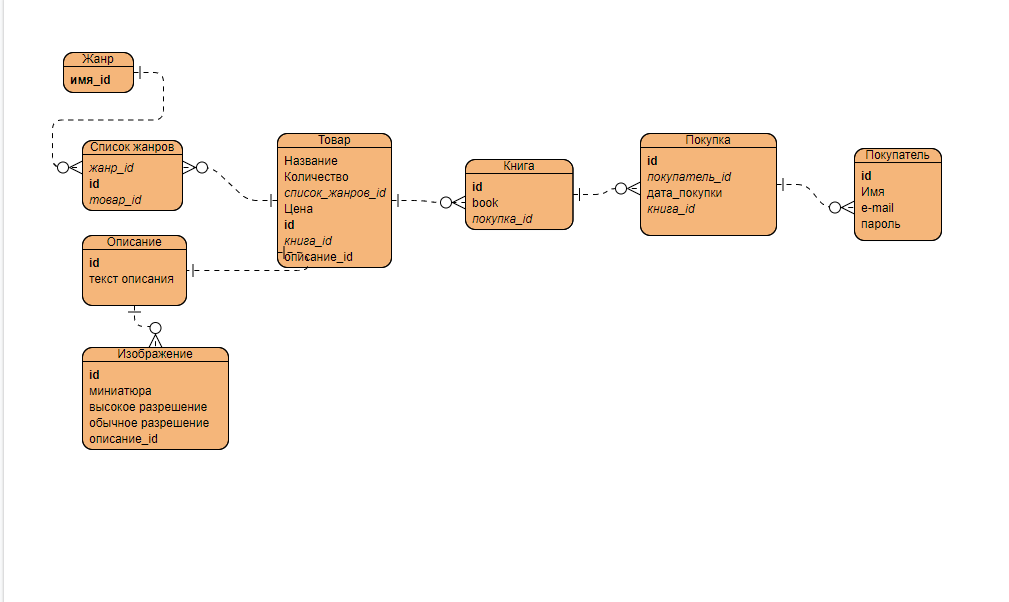 Жанр
имя_id
Список жанров
жанр_id
id
товар_id
Товар
Название
Количество
список_жанров_id
Цена
id
книга_id
описание_id
Книга
id
book
покупка_id
Покупка
id
покупатель_id
дата_покупки
книга_id
Покупатель
id
Имя
e-mail
пароль
Описание
id
текст описания
Изображение
id
миниатюра
высокое разрешение
обычное разрешение
описание_id